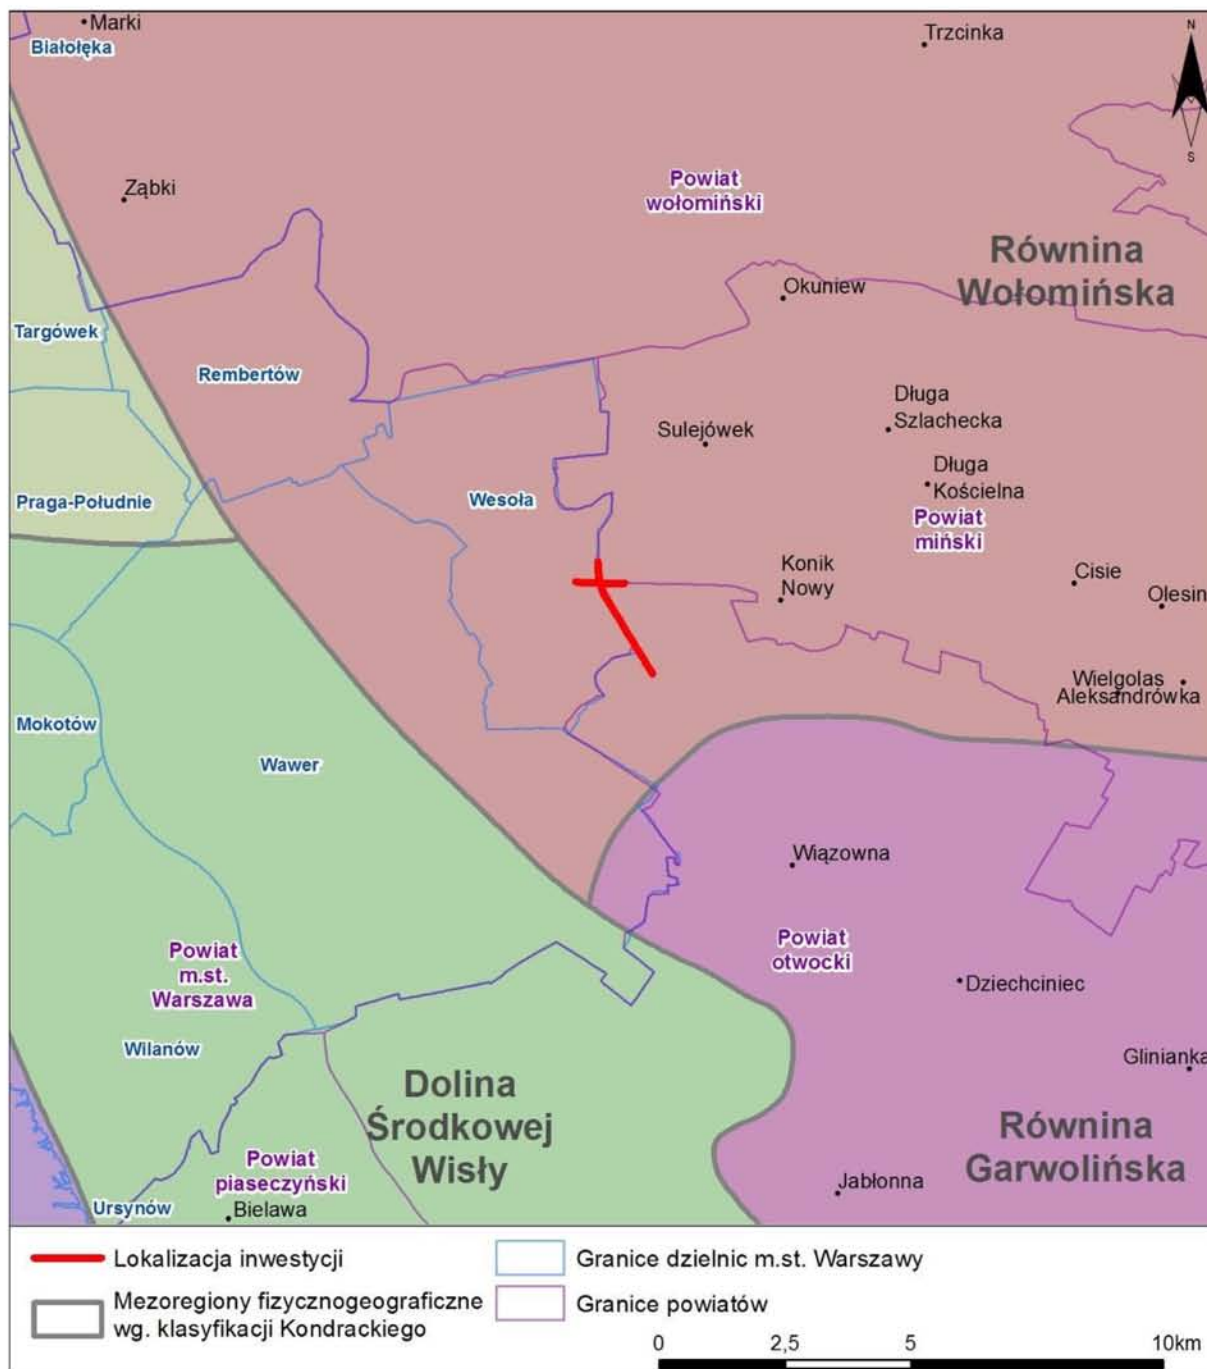 Marki
Białołęka
Trzcinka
N
S
Ząbki
Powiat
wołomiński
Równina
Wołomińska
Okuniew
Targówek
Rembertów
Długa
Szlachecka
Sulejówek
Długa
Kościelna
Praga-Południe
Wesoła
Powiat
miński
Konik
Nowy
Cisie
Olesin
Wielgolas
Aleksandrówka
Mokotów
Wawer
Wiązowna
Powiat
m.st.
Warszawa
Powiat
otwocki
Dziechciniec
Wilanów
Glinianka
Dolina
Środkowej
Wisły
Równina
Garwolińska
Powiat
piaseczyński
Jabłonna
Ursynów
Bielawa
Lokalizacja inwestycji
Granice dzielnic m.st. Warszawy
Mezoregiony fizycznogeograficzne
wg. klasyfikacji Kondrackiego
Granice powiatów
0 2,5 5 10km